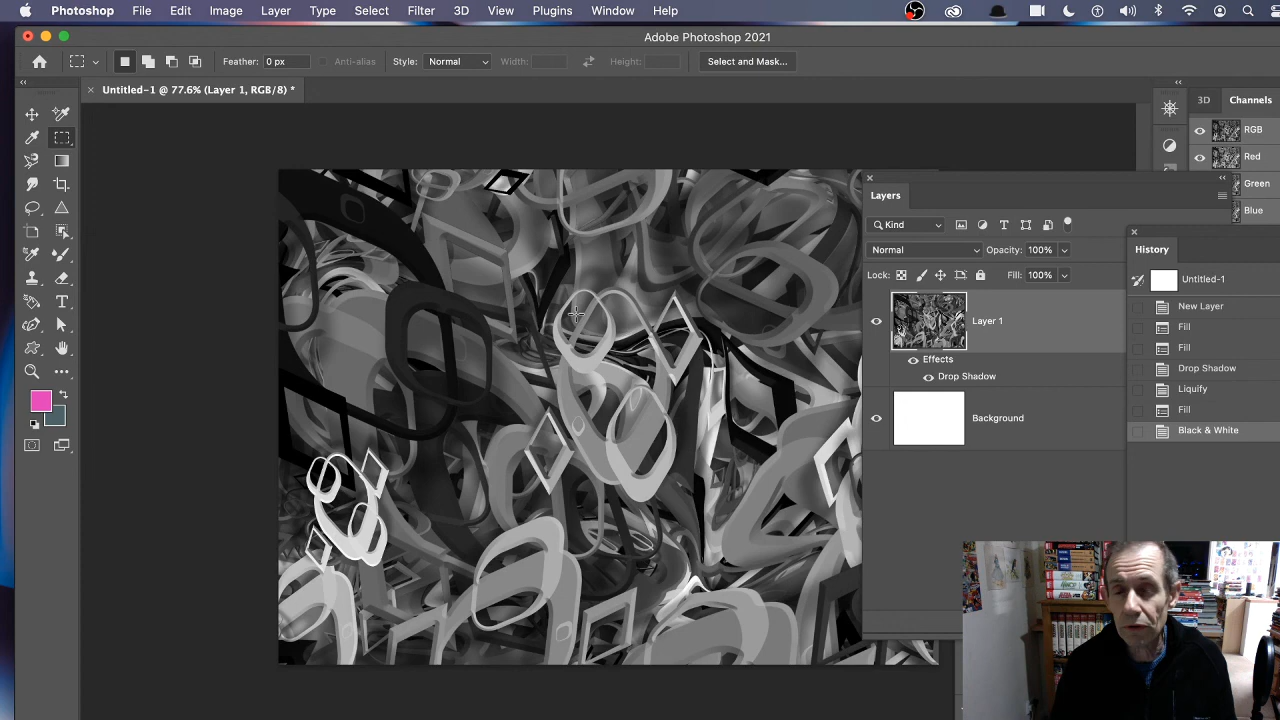 Photoshop File Edit Image Layer Type Select Filter 3D View Plugins Window Help
Adobe Photoshop 2021
Feather: 0 px Anti-alias Style: Normal Width: Height: Select and Mask...
Untitled-1 @ 77.6% (Layer 1, RGB/8) *
3D Channels
RGB
Red
Green
Blue
Layers
Kind
Normal Opacity: 100%
Lock: Fill: 100%
Layer 1
Effects
Drop Shadow
Background
History
Untitled-1
New Layer
Fill
Fill
Drop Shadow
Liquify
Fill
Black & White